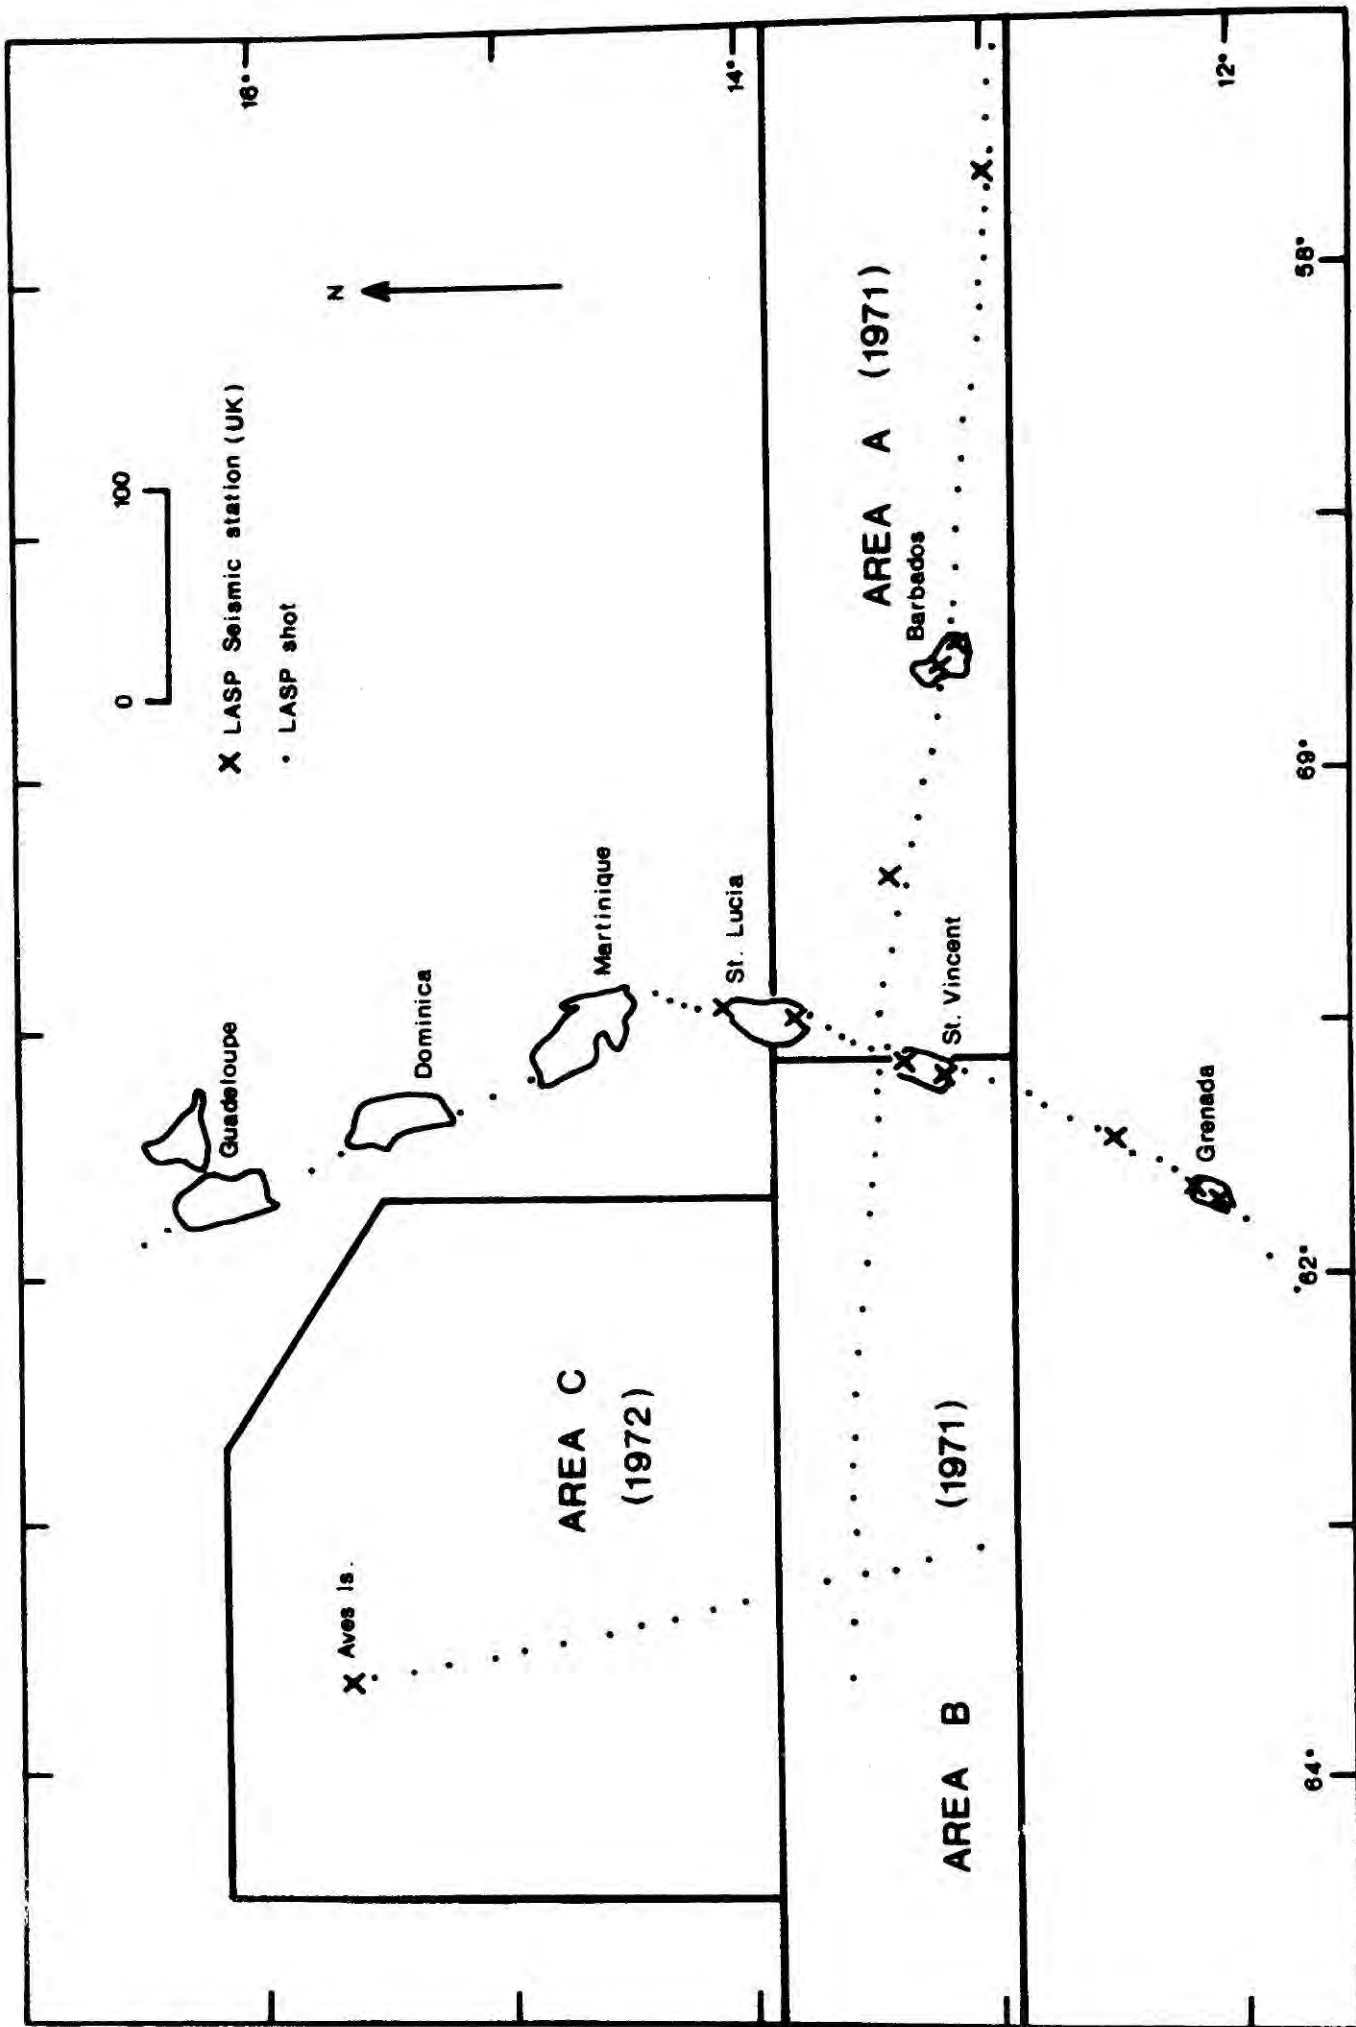 0 100
X LASP Seismic station (UK)
. LASP shot
N
16°
Guadeloupe
Aves Is.
Dominica
AREA C
(1972)
Martinique
St. Lucia
14°
AREA A (1971)
Barbados
AREA B (1971)
St. Vincent
Grenada
12°
64° 62° 69° 58°